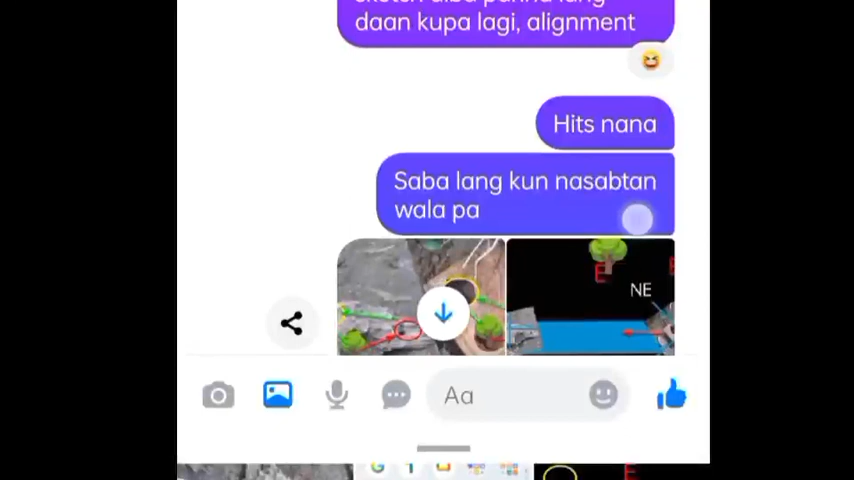 daan kupa lagi, alignment
Hits nana
Saba lang kun nasabtan
wala pa
E
NE
Aa
E